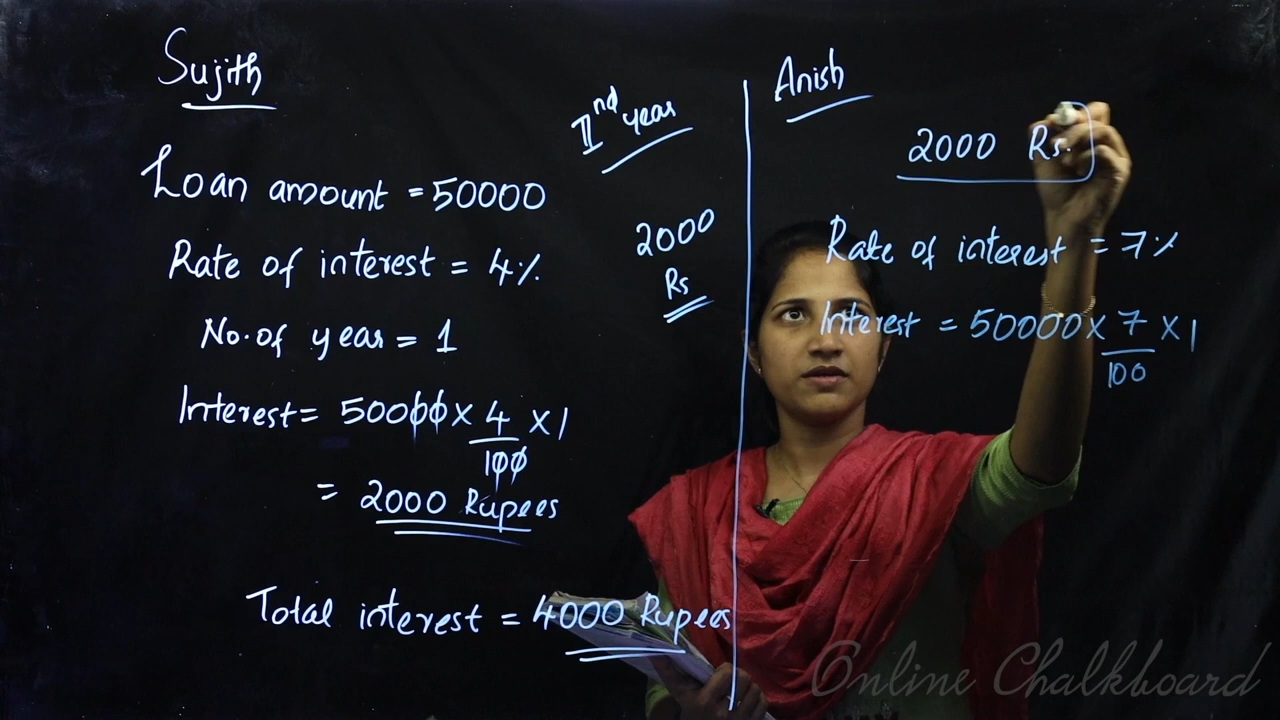 Sujith
Loan amount = 50000
Rate of interest = 4%
No. of year = 1
Interest = 50000 × 4/100 × 1
= 2000 Rupees
Total interest = 4000 Rupees
IInd year
2000
Rs
Anish
2000 Rs.
Rate of interest = 7%
Interest = 50000 × 7/100 × 1
Online Chalkboard